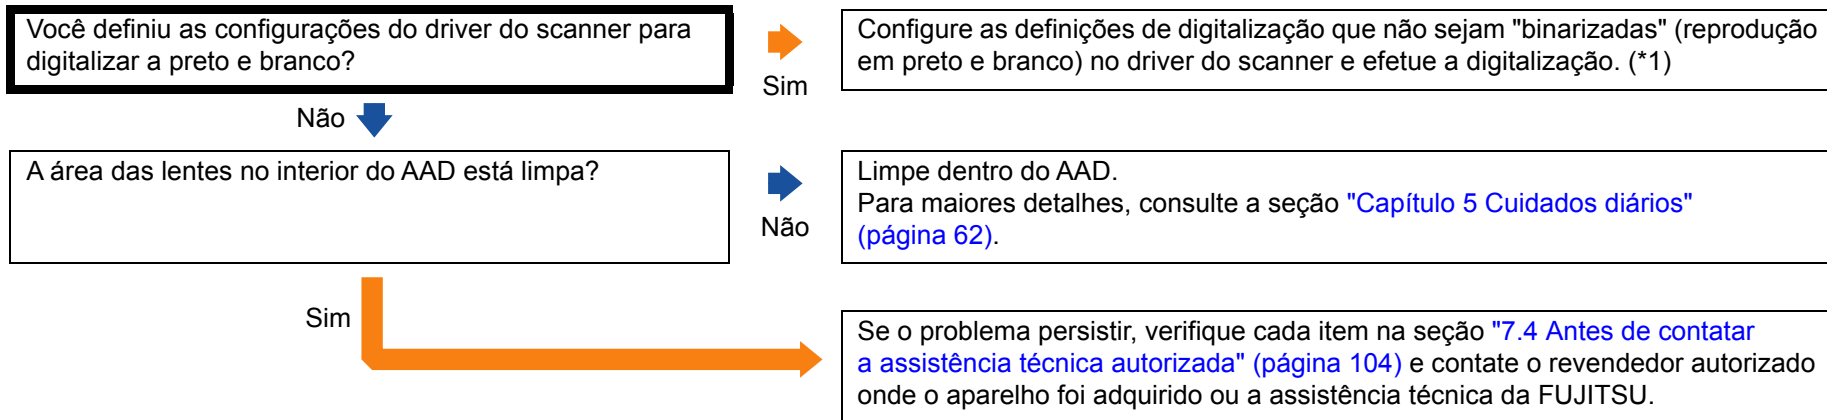 Você definiu as configurações do driver do scanner para
digitalizar a preto e branco?
Sim
Configure as definições de digitalização que não sejam "binarizadas" (reprodução
em preto e branco) no driver do scanner e efetue a digitalização. (*1)
Não
A área das lentes no interior do AAD está limpa?
Não
Limpe dentro do AAD.
Para maiores detalhes, consulte a seção "Capítulo 5 Cuidados diários"
(página 62).
Sim
Se o problema persistir, verifique cada item na seção "7.4 Antes de contatar
a assistência técnica autorizada" (página 104) e contate o revendedor autorizado
onde o aparelho foi adquirido ou a assistência técnica da FUJITSU.